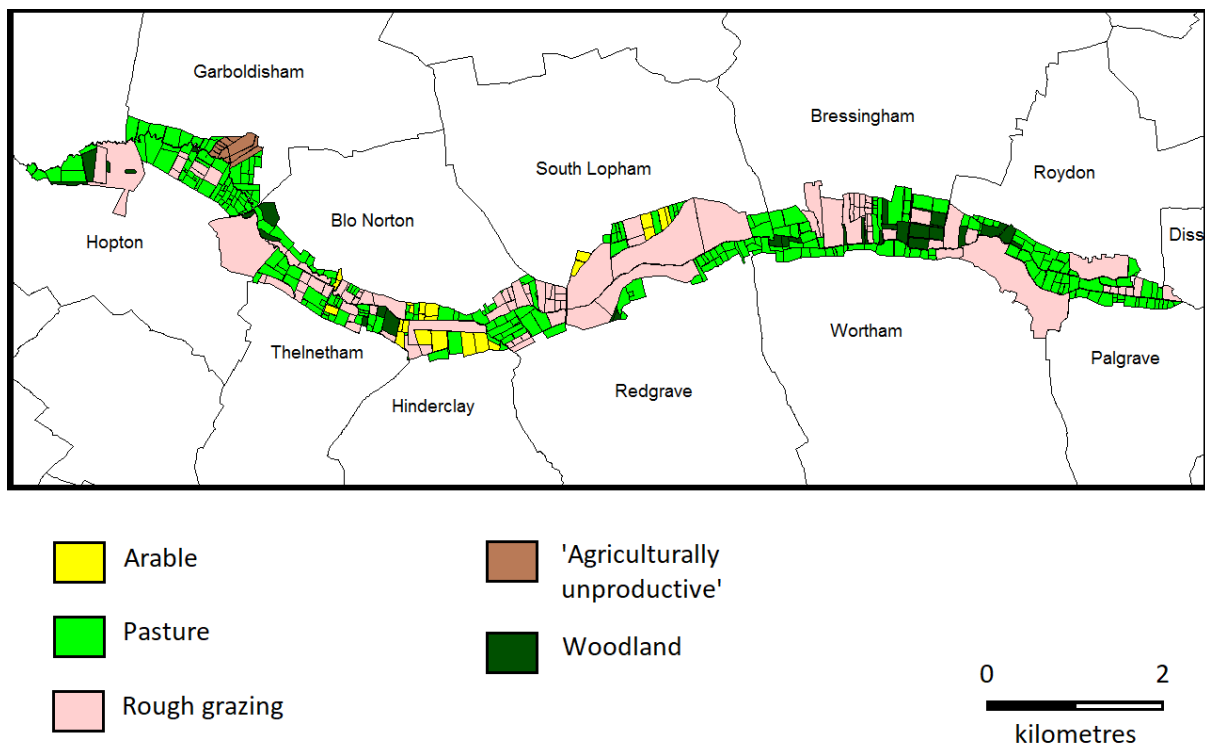 Garboldisham
Bressingham
South Lopham
Roydon
Blo Norton
Hopton
Diss
Wortham
Thelnetham
Palgrave
Redgrave
Hinderclay
Arable
'Agriculturally
unproductive'
Pasture
Woodland
Rough grazing
0 2
kilometres